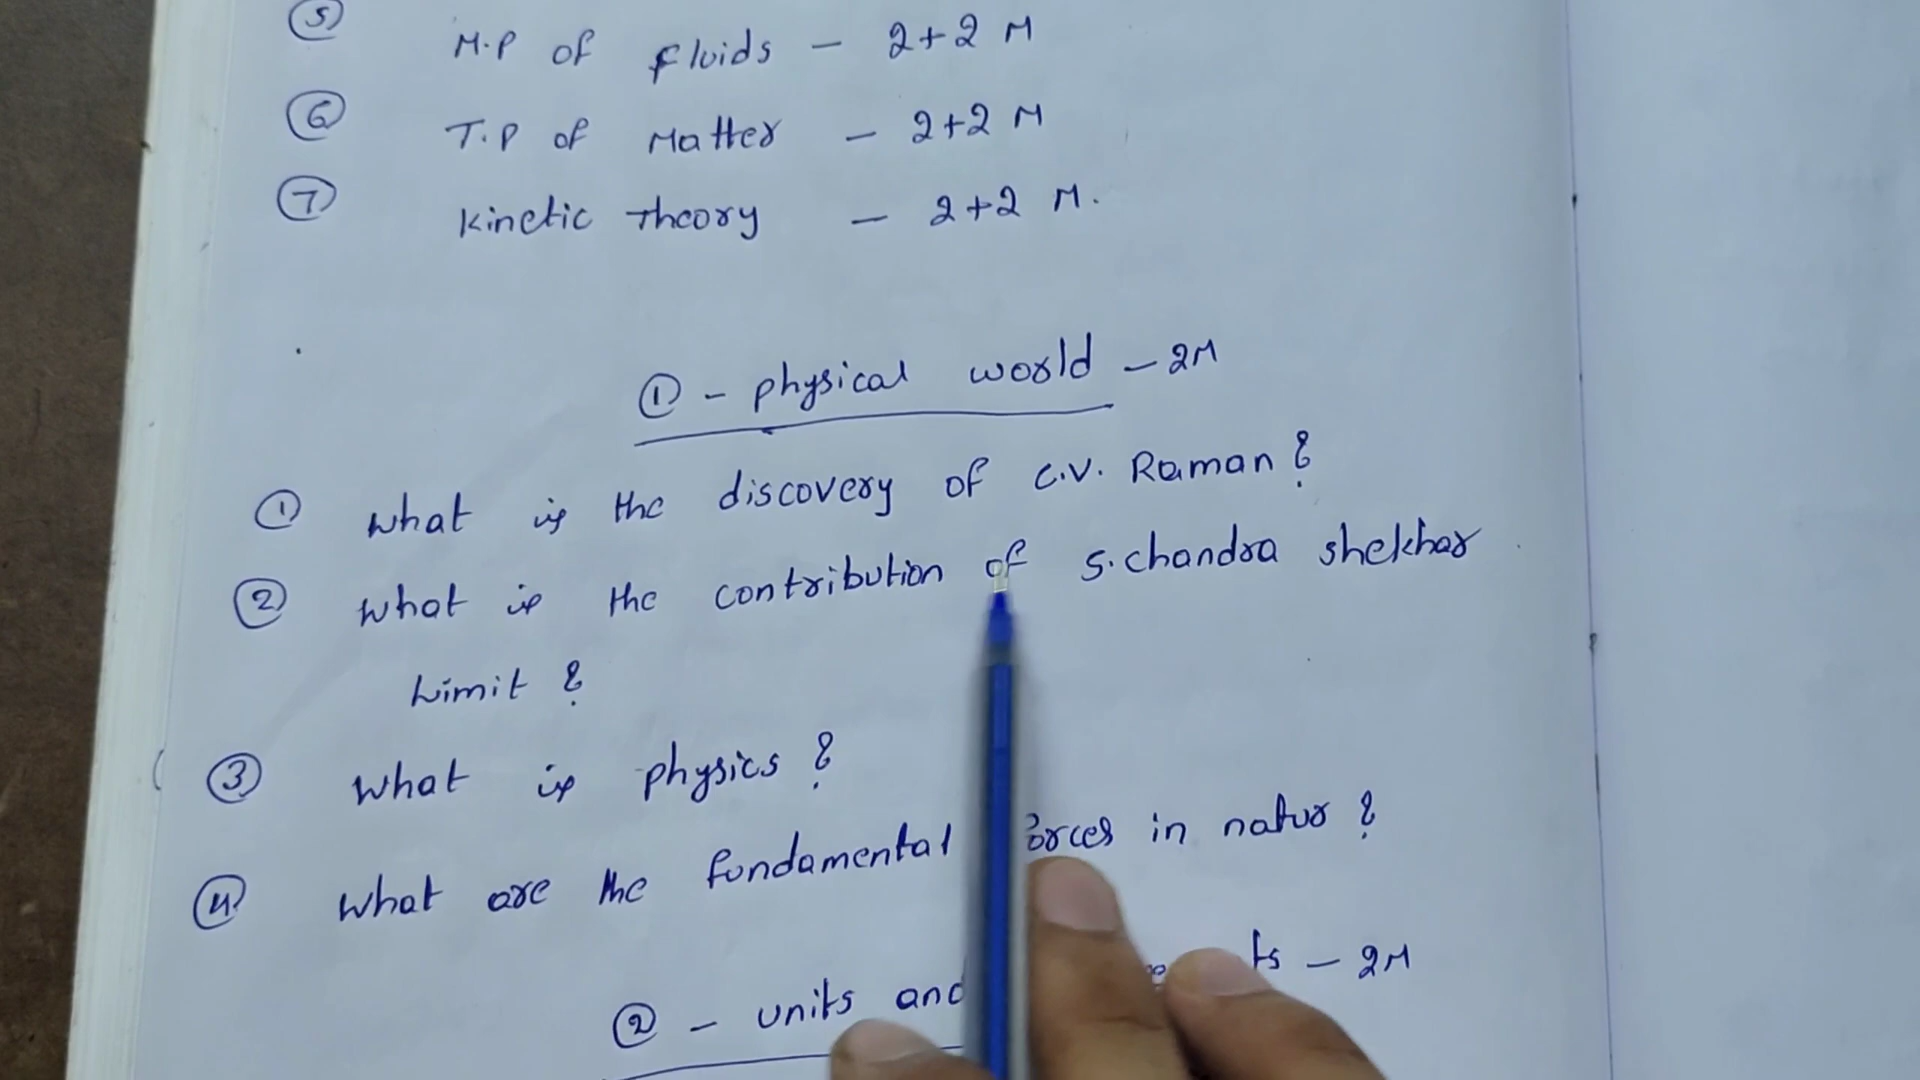 5
M.P of Fluids - 2+2 M
6 T.P of Matter - 2+2 M
7 Kinetic Theory - 2+2 M.
1 - physical world - 2M
1 What is the discovery of C.V. Raman?
2 What is the contribution of S.chandra shekhar
Limit?
3 What is physics?
4 What are the fundamental forces in natur?
2 - units and ts - 2M